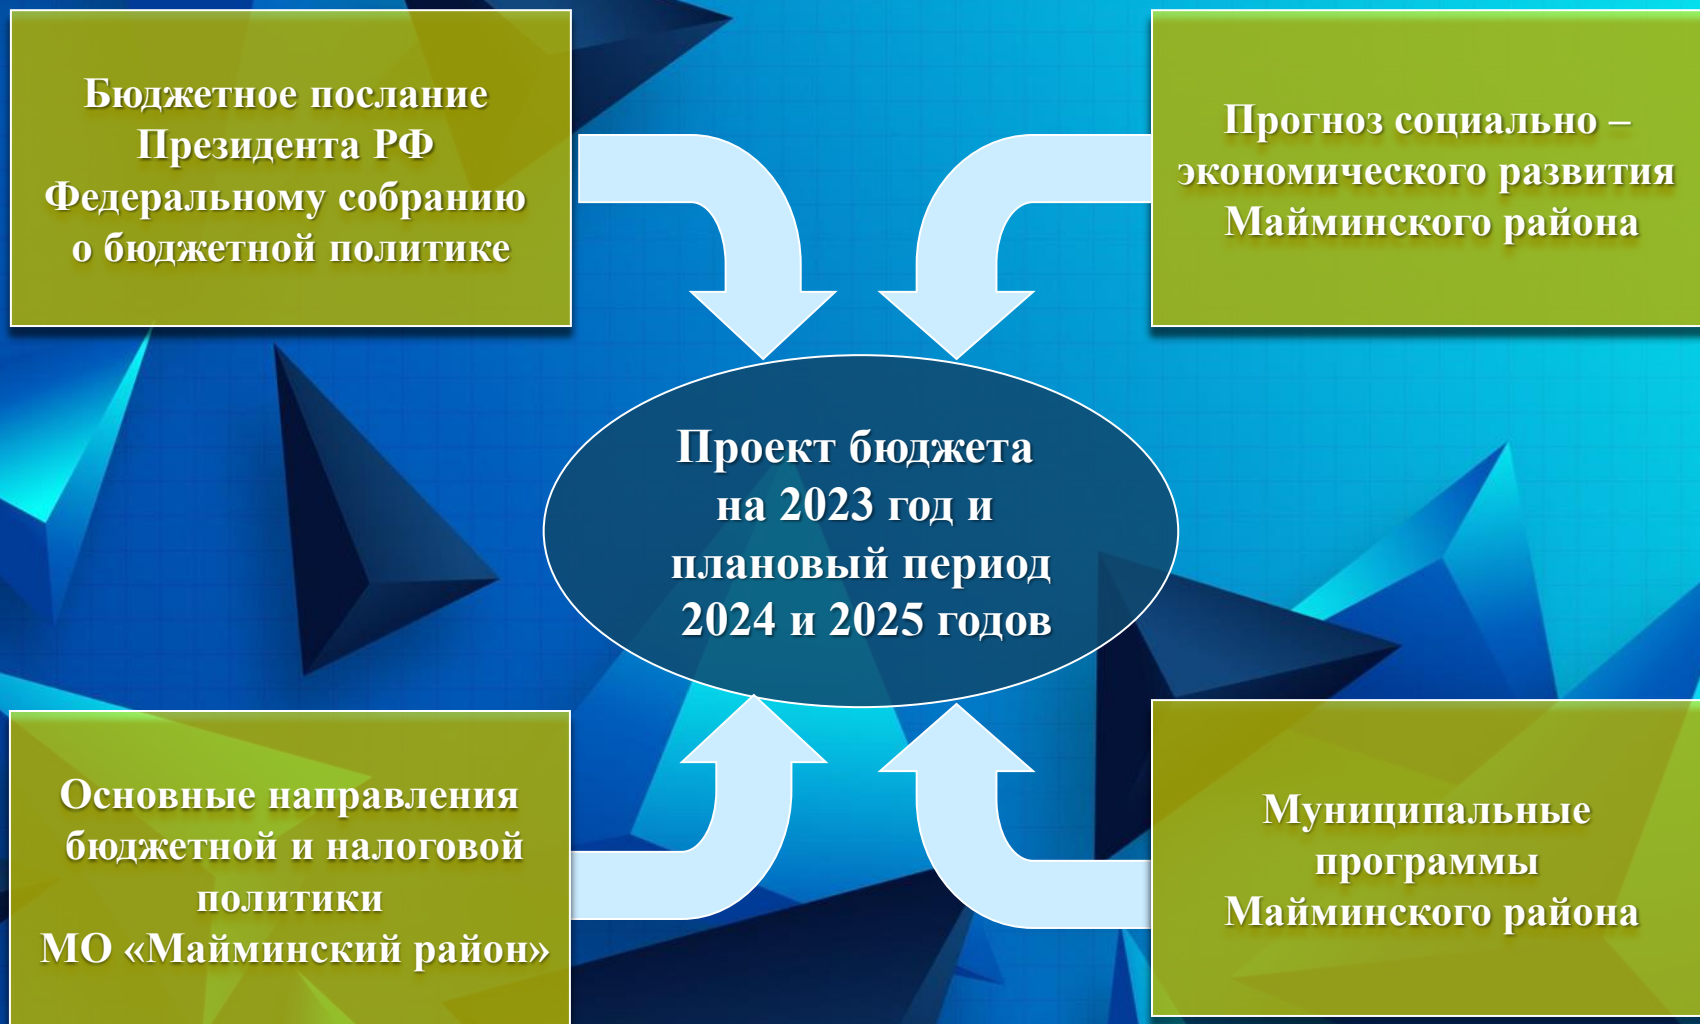 Бюджетное послание
Президента РФ
Федеральному собранию
о бюджетной политике
Прогноз социально –
экономического развития
Майминского района
Проект бюджета
на 2023 год и
плановый период
2024 и 2025 годов
Основные направления
бюджетной и налоговой
политики
МО «Майминский район»
Муниципальные
программы
Майминского района